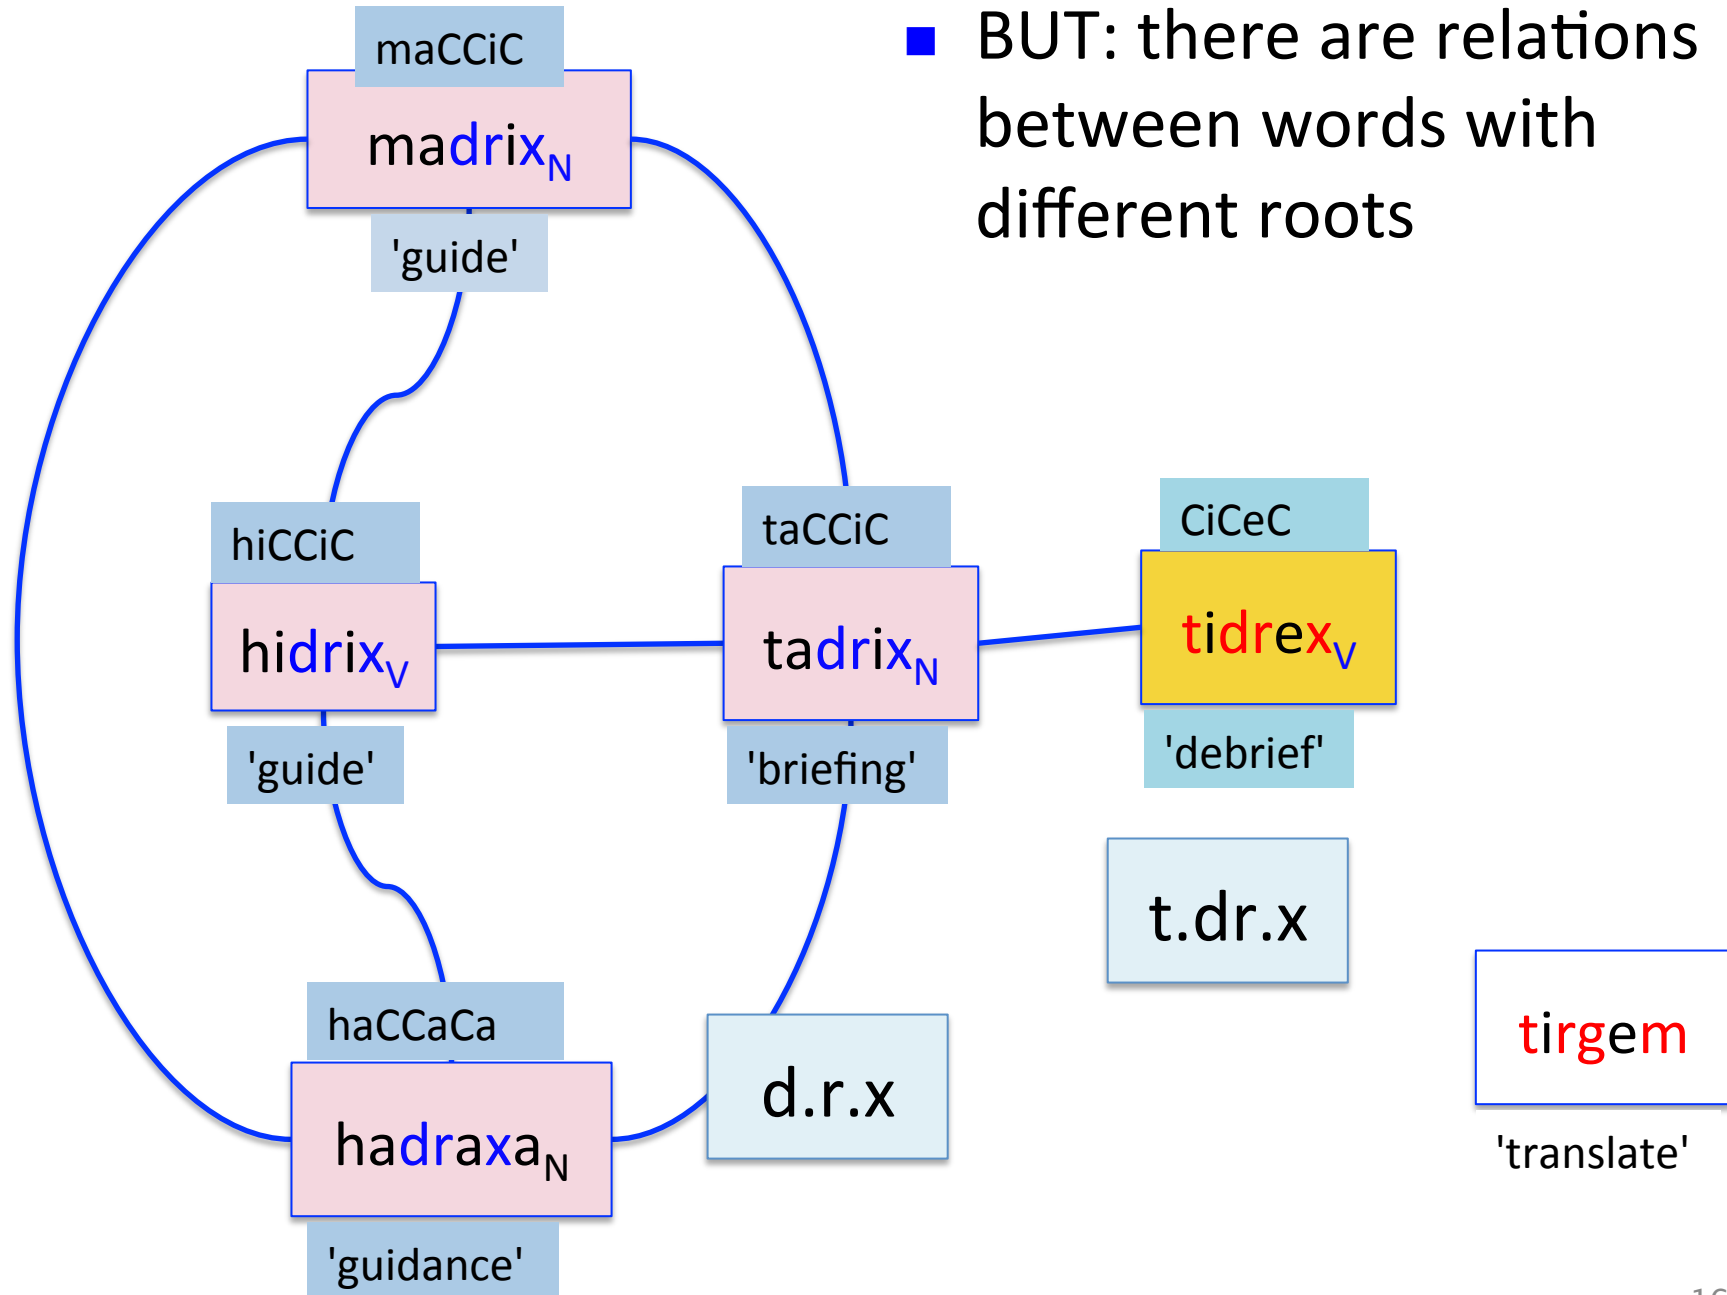 maCCiC
madrixN
'guide'
■ BUT: there are relations
between words with
different roots
hiCCiC
hidrixV
'guide'
taCCiC
tadrixN
'briefing'
CiCeC
tidrexV
'debrief'
t.dr.x
haCCaCa
hadraxaN
'guidance'
d.r.x
tirgem
'translate'